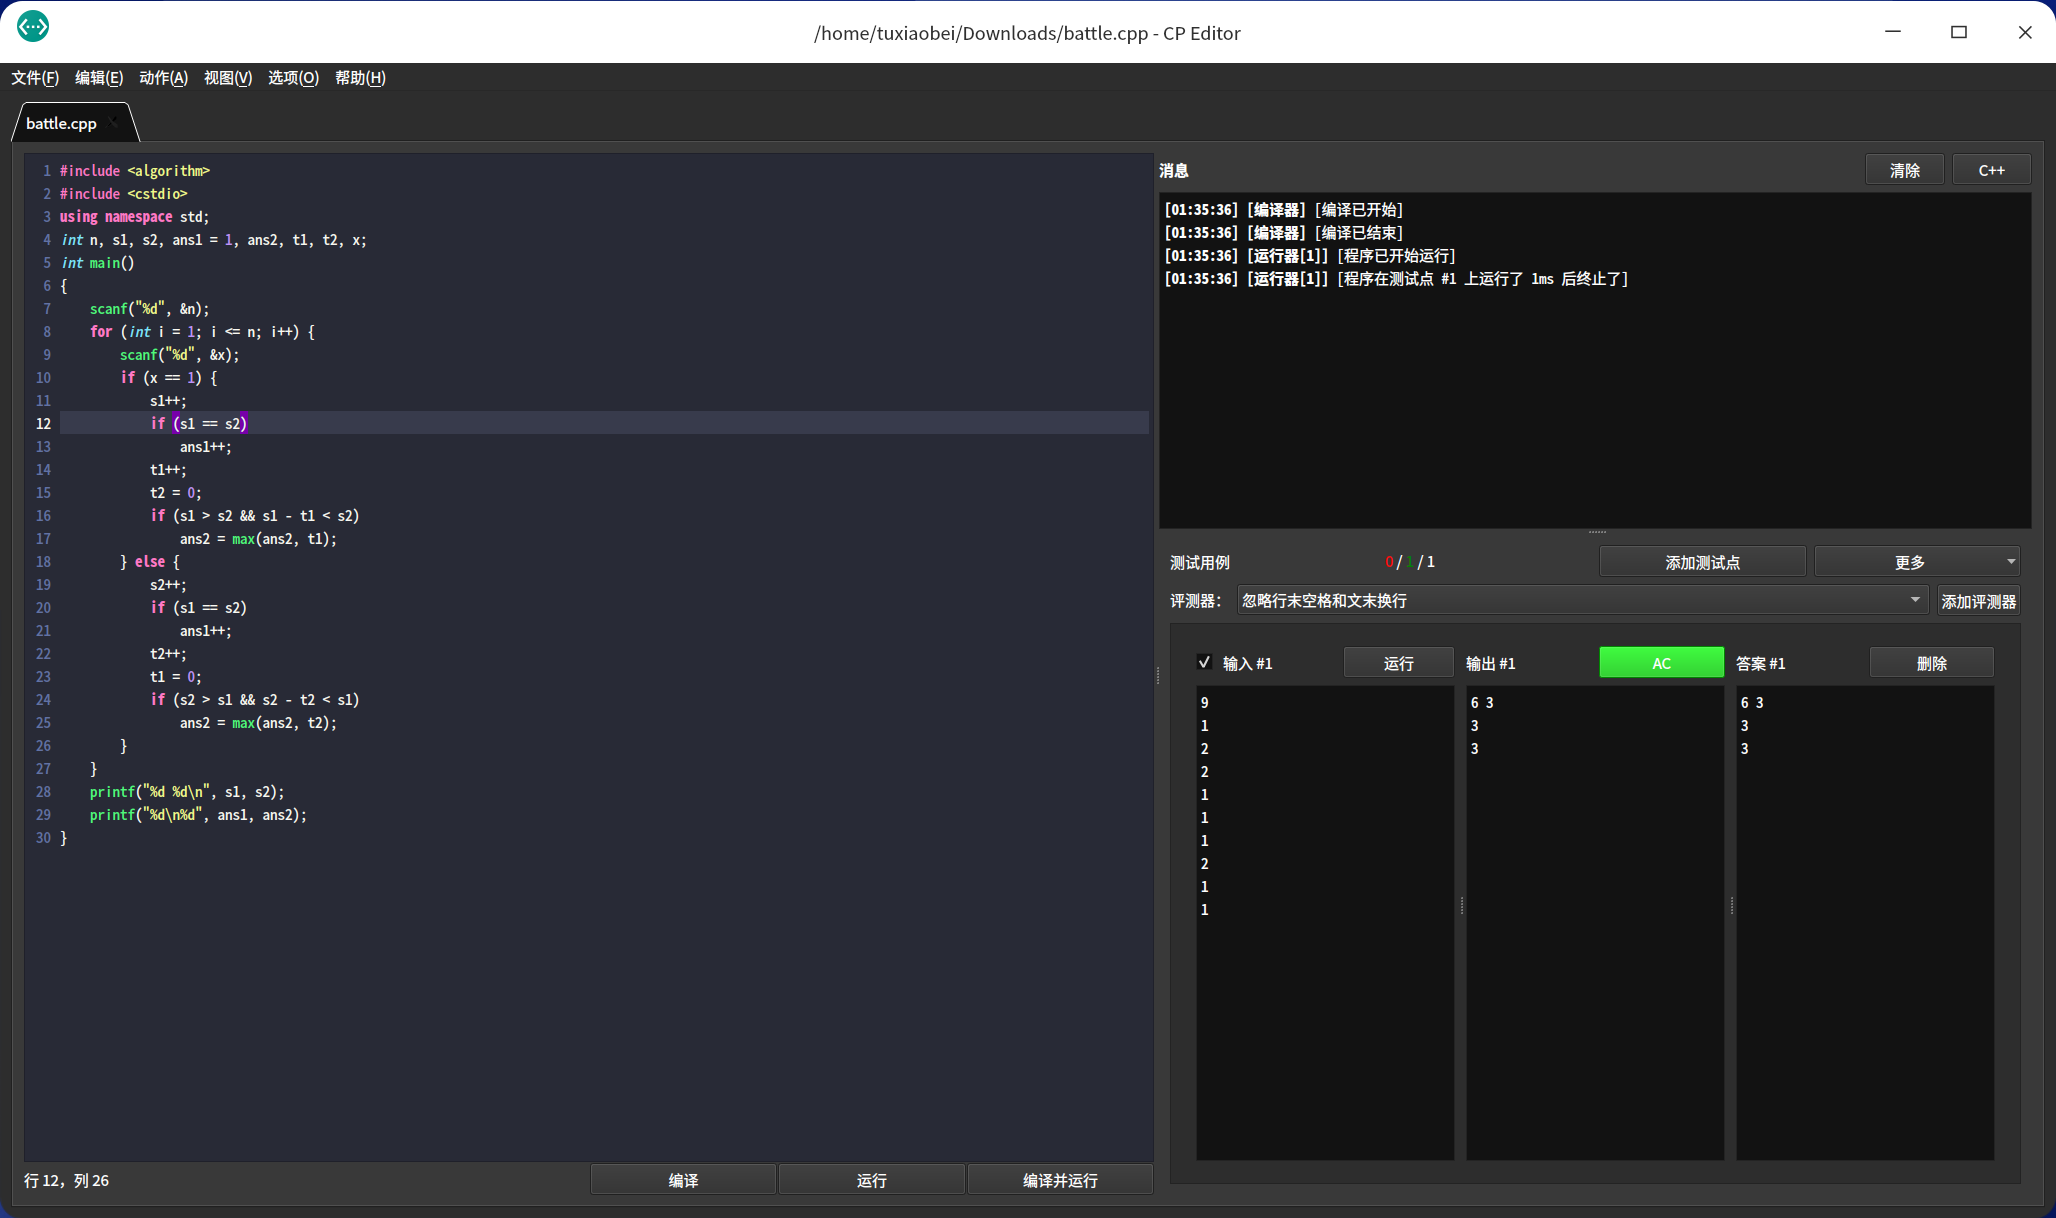 /home/tuxiaobei/Downloads/battle.cpp - CP Editor
文件(F) 编辑(E) 动作(A) 视图(V) 选项(O) 帮助(H)
battle.cpp
1 #include <algorithm>
2 #include <cstdio>
3 using namespace std;
4 int n, s1, s2, ans1 = 1, ans2, t1, t2, x;
5 int main()
6 {
7     scanf("%d", &n);
8     for (int i = 1; i <= n; i++) {
9         scanf("%d", &x);
10         if (x == 1) {
11             s1++;
12             if (s1 == s2)
13                 ans1++;
14             t1++;
15             t2 = 0;
16             if (s1 > s2 && s1 - t1 < s2)
17                 ans2 = max(ans2, t1);
18         } else {
19             s2++;
20             if (s1 == s2)
21                 ans1++;
22             t2++;
23             t1 = 0;
24             if (s2 > s1 && s2 - t2 < s1)
25                 ans2 = max(ans2, t2);
26         }
27     }
28     printf("%d %d\n", s1, s2);
29     printf("%d\n%d", ans1, ans2);
30 }
行 12，列 26
编译 运行 编译并运行
消息 清除 C++
[01:35:36] [编译器] [编译已开始]
[01:35:36] [编译器] [编译已结束]
[01:35:36] [运行器[1]] [程序已开始运行]
[01:35:36] [运行器[1]] [程序在测试点 #1 上运行了 1ms 后终止了]
测试用例 0 / 1 / 1 添加测试点 更多
评测器： 忽略行末空格和文末换行 添加评测器
输入 #1 运行 输出 #1 AC 答案 #1 删除
9
1
2
2
1
1
1
2
1
1
6 3
3
3
6 3
3
3